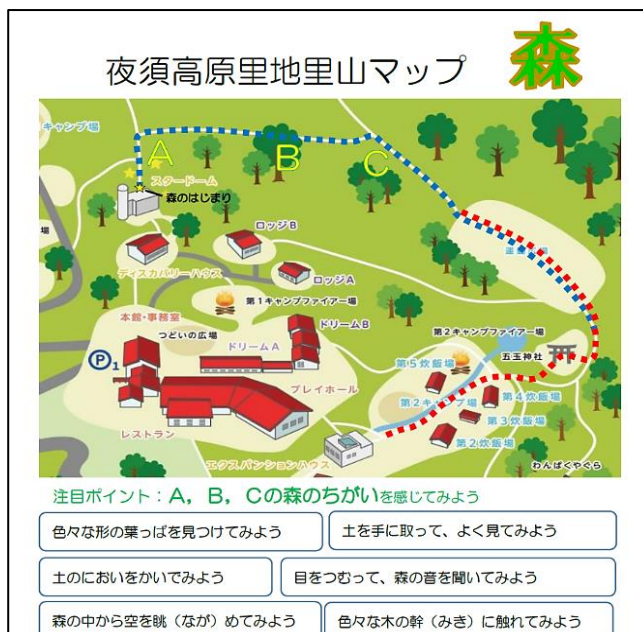 夜須高原里地里山マップ
森
キャンプ場
A
B
C
スタードーム
森のはじまり
場
ロッジB
ディスカバリーハウス
ロッジA
第1キャンプファイアー場
本館・事務室
つどいの広場
ドリームB
ドリームA
第2キャンプファイアー場
五玉神社
P1
第5炊飯場
プレイホール
第2キャンプ場
第4炊飯場
第3炊飯場
レストラン
第2炊飯場
エクスパンションハウス
わんぱくやぐら
注目ポイント：A，B，Cの森のちがいを感じてみよう
色々な形の葉っぱを見つけてみよう
土を手に取って、よく見てみよう
土のにおいをかいでみよう
目をつむって、森の音を聞いてみよう
森の中から空を眺（なが）めてみよう
色々な木の幹（みき）に触れてみよう